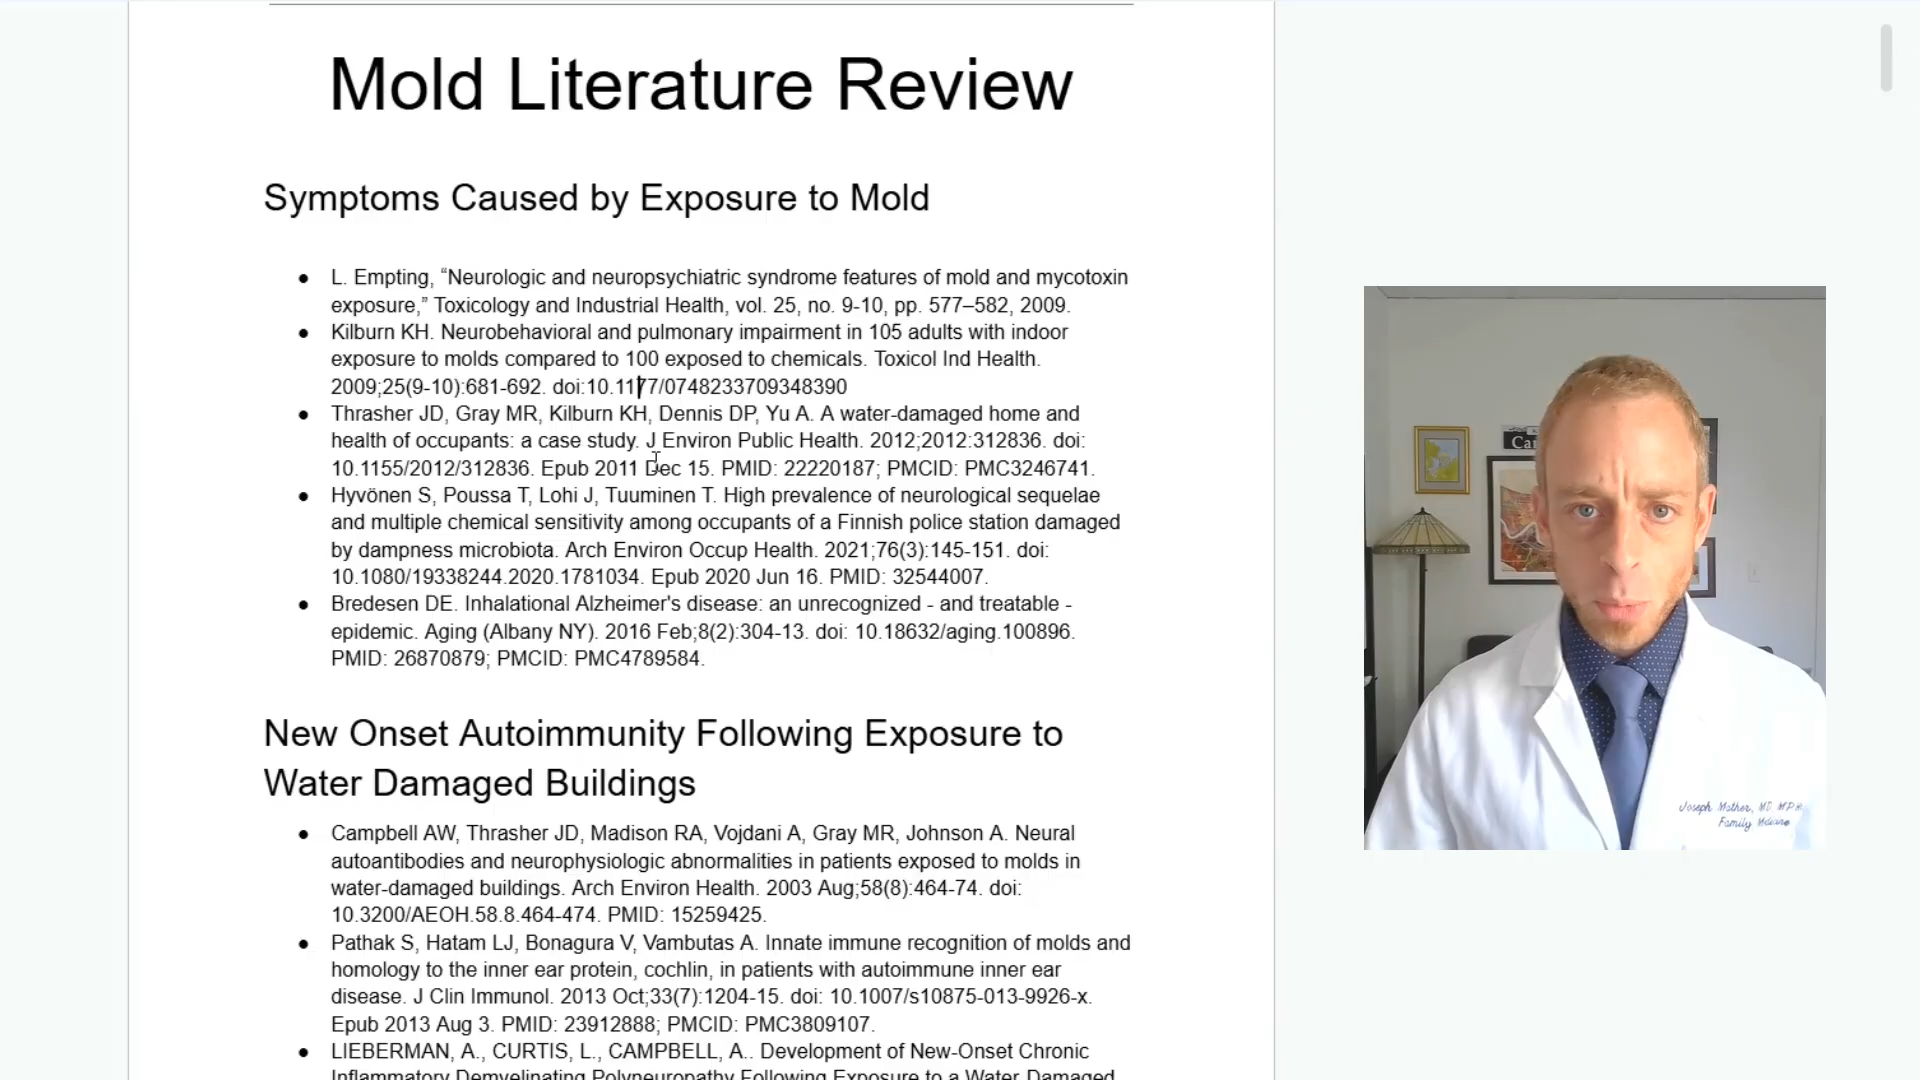 Mold Literature Review
Symptoms Caused by Exposure to Mold
● L. Empting, “Neurologic and neuropsychiatric syndrome features of mold and mycotoxin
exposure,” Toxicology and Industrial Health, vol. 25, no. 9-10, pp. 577–582, 2009.
● Kilburn KH. Neurobehavioral and pulmonary impairment in 105 adults with indoor
exposure to molds compared to 100 exposed to chemicals. Toxicol Ind Health.
2009;25(9-10):681-692. doi:10.1177/0748233709348390
● Thrasher JD, Gray MR, Kilburn KH, Dennis DP, Yu A. A water-damaged home and
health of occupants: a case study. J Environ Public Health. 2012;2012:312836. doi:
10.1155/2012/312836. Epub 2011 Dec 15. PMID: 22220187; PMCID: PMC3246741.
● Hyvönen S, Poussa T, Lohi J, Tuuminen T. High prevalence of neurological sequelae
and multiple chemical sensitivity among occupants of a Finnish police station damaged
by dampness microbiota. Arch Environ Occup Health. 2021;76(3):145-151. doi:
10.1080/19338244.2020.1781034. Epub 2020 Jun 16. PMID: 32544007.
● Bredesen DE. Inhalational Alzheimer's disease: an unrecognized - and treatable -
epidemic. Aging (Albany NY). 2016 Feb;8(2):304-13. doi: 10.18632/aging.100896.
PMID: 26870879; PMCID: PMC4789584.
New Onset Autoimmunity Following Exposure to
Water Damaged Buildings
● Campbell AW, Thrasher JD, Madison RA, Vojdani A, Gray MR, Johnson A. Neural
autoantibodies and neurophysiologic abnormalities in patients exposed to molds in
water-damaged buildings. Arch Environ Health. 2003 Aug;58(8):464-74. doi:
10.3200/AEOH.58.8.464-474. PMID: 15259425.
● Pathak S, Hatam LJ, Bonagura V, Vambutas A. Innate immune recognition of molds and
homology to the inner ear protein, cochlin, in patients with autoimmune inner ear
disease. J Clin Immunol. 2013 Oct;33(7):1204-15. doi: 10.1007/s10875-013-9926-x.
Epub 2013 Aug 3. PMID: 23912888; PMCID: PMC3809107.
● LIEBERMAN, A., CURTIS, L., CAMPBELL, A.. Development of New-Onset Chronic
Inflammatory Demyelinating Polyneuropathy Following Exposure to a Water Damaged
Joseph Mather, MD MPH
Family Medicine